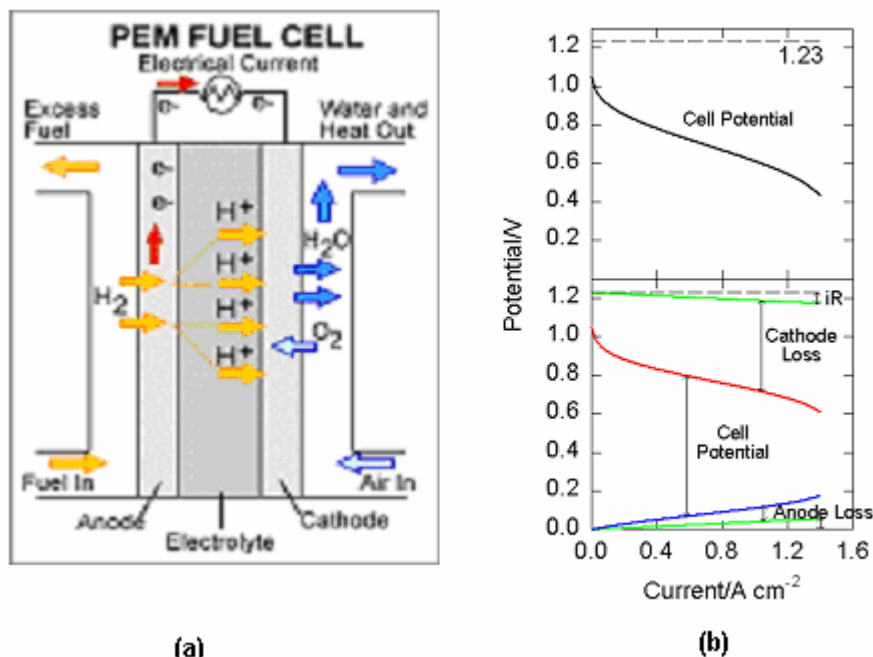 PEM FUEL CELL
Electrical Current
e-
e-
Excess
Fuel
Water and
Heat Out
e-
e-
H+
H2O
H+
H2
H+
O2
H+
Fuel In
Air In
Anode
Cathode
Electrolyte
(a)
Potential/V
1.2
1.23
1.0
0.8
Cell Potential
0.6
0.4
0.2
1.2
iR
1.0
Cathode
Loss
0.8
0.6
Cell
Potential
0.4
0.2
Anode Loss
0.0
0.0 0.4 0.8 1.2 1.6
Current/A cm-2
(b)